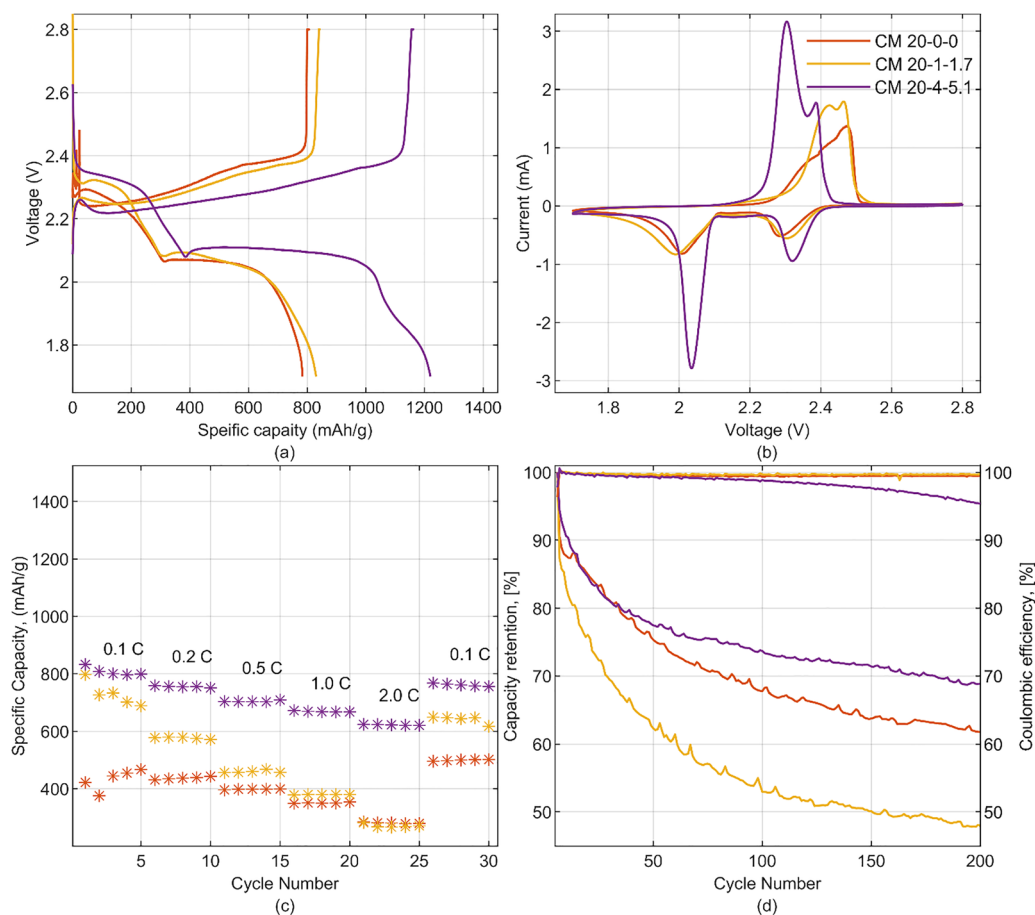 2.8
2.6
2.4
2.2
2
1.8
Voltage (V)
0
200
400
600
800
1000
1200
1400
Speific capaity (mAh/g)
(a)
3
2
1
0
-1
-2
-3
Current (mA)
CM 20-0-0
CM 20-1-1.7
CM 20-4-5.1
1.8
2
2.2
2.4
2.6
2.8
Voltage (V)
(b)
1400
1200
1000
800
600
400
Specific Capacity, (mAh/g)
0.1 C
0.2 C
0.5 C
1.0 C
2.0 C
0.1 C
5
10
15
20
25
30
Cycle Number
(c)
100
90
80
70
60
50
Capacity retention, [%]
100
90
80
70
60
50
Coulombic efficiency, [%]
50
100
150
200
Cycle Number
(d)